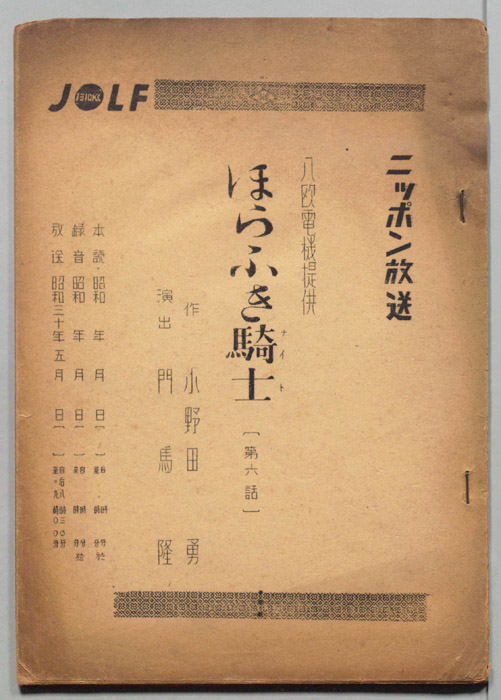 JOLF
ニッポン放送
八欧電機提供
ほらふき騎士
ナイト
〔第六話〕
作 小野田勇
演出 門馬隆
本読 昭和 年 月 日〔 〕
録音 昭和 年 月 日〔 〕
放送 昭和三十年五月 日〔 〕